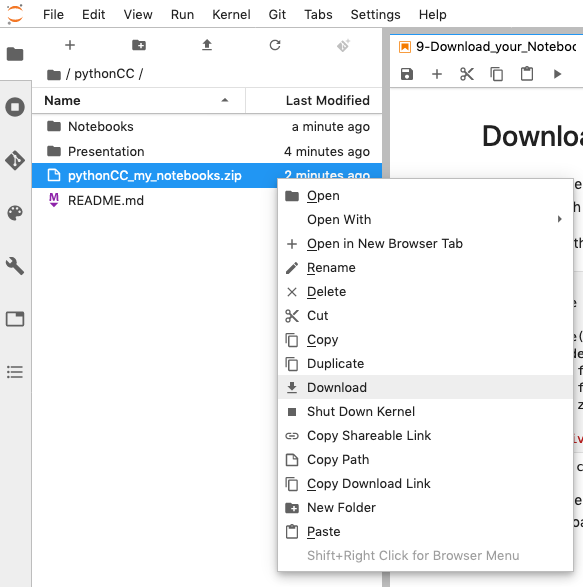 File Edit View Run Kernel Git Tabs Settings Help
/ pythonCC /
9-Download_your_Noteboo
Name Last Modified
Notebooks a minute ago
Presentation 4 minutes ago
pythonCC_my_notebooks.zip 2 minutes ago
M README.md
Downloa
Open
Open With
Open in New Browser Tab
Rename
Delete
Cut
Copy
Duplicate
Download
Shut Down Kernel
Copy Shareable Link
Copy Path
Copy Download Link
New Folder
Paste
Shift+Right Click for Browser Menu